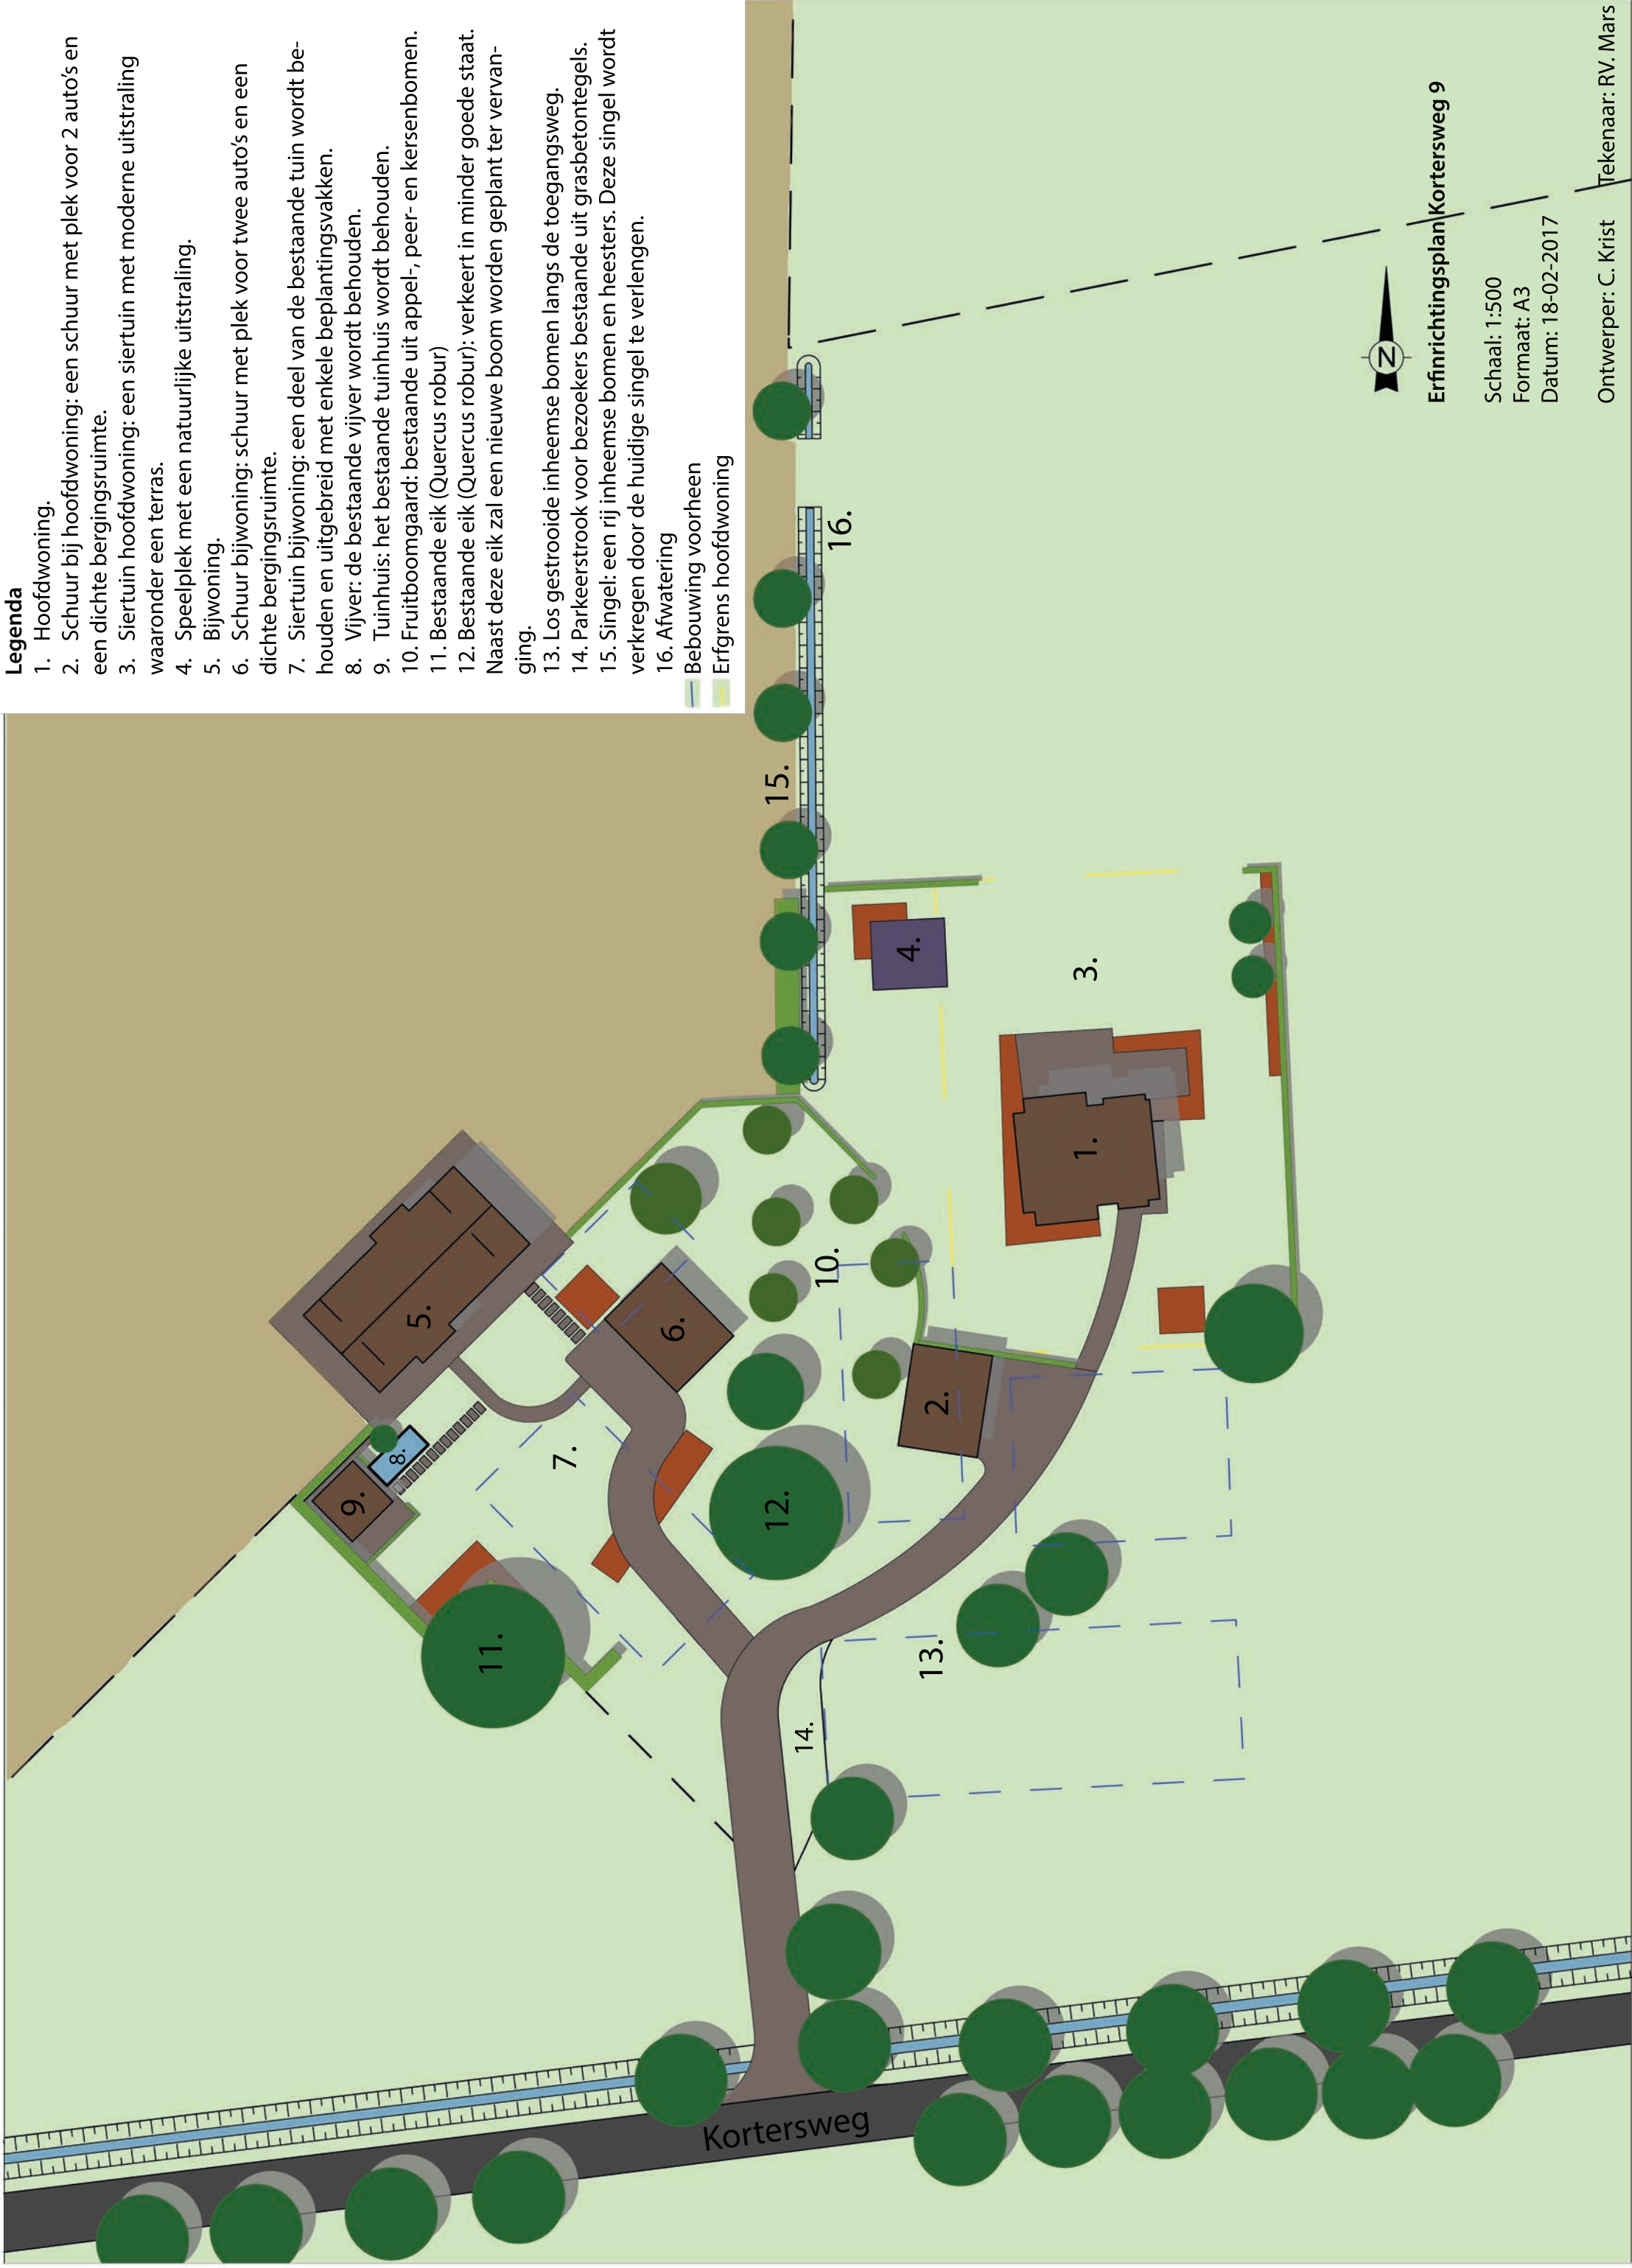 Legenda
1. Hoofdwoning.
2. Schuur bij hoofdwoning: een schuur met plek voor 2 auto's en
een dichte bergingsruimte.
3. Siertuin hoofdwoning: een siertuin met moderne uitstraling
waaronder een terras.
4. Speelplek met een natuurlijke uitstraling.
5. Bijwoning.
6. Schuur bijwoning: schuur met plek voor twee auto's en een
dichte bergingsruimte.
7. Siertuin bijwoning: een deel van de bestaande tuin wordt be-
houden en uitgebreid met enkele beplantingsvakken.
8. Vijver: de bestaande vijver wordt behouden.
9. Tuinhuis: het bestaande tuinhuis wordt behouden.
10. Fruitboomgaard: bestaande uit appel-, peer- en kersenbomen.
11. Bestaande eik (Quercus robur)
12. Bestaande eik (Quercus robur): verkeert in minder goede staat.
Naast deze eik zal een nieuwe boom worden geplant ter vervan-
ging.
13. Los gestrooide inheemse bomen langs de toegangsweg.
14. Parkeerstrook voor bezoekers bestaande uit grasbetontegels.
15. Singel: een rij inheemse bomen en heesters. Deze singel wordt
verkregen door de huidige singel te verlengen.
16. Afwatering
Bebouwing voorheen
Erfgrens hoofdwoning
5.
9.
8.
11.
7.
6.
12.
15.
16.
10.
14.
2.
13.
4.
3.
1.
Kortersweg
N
ErfinrichtingsplanKortersweg 9
Schaal: 1:500
Formaat: A3
Datum: 18-02-2017
Ontwerper: C. Krist Tekenaar: RV. Mars